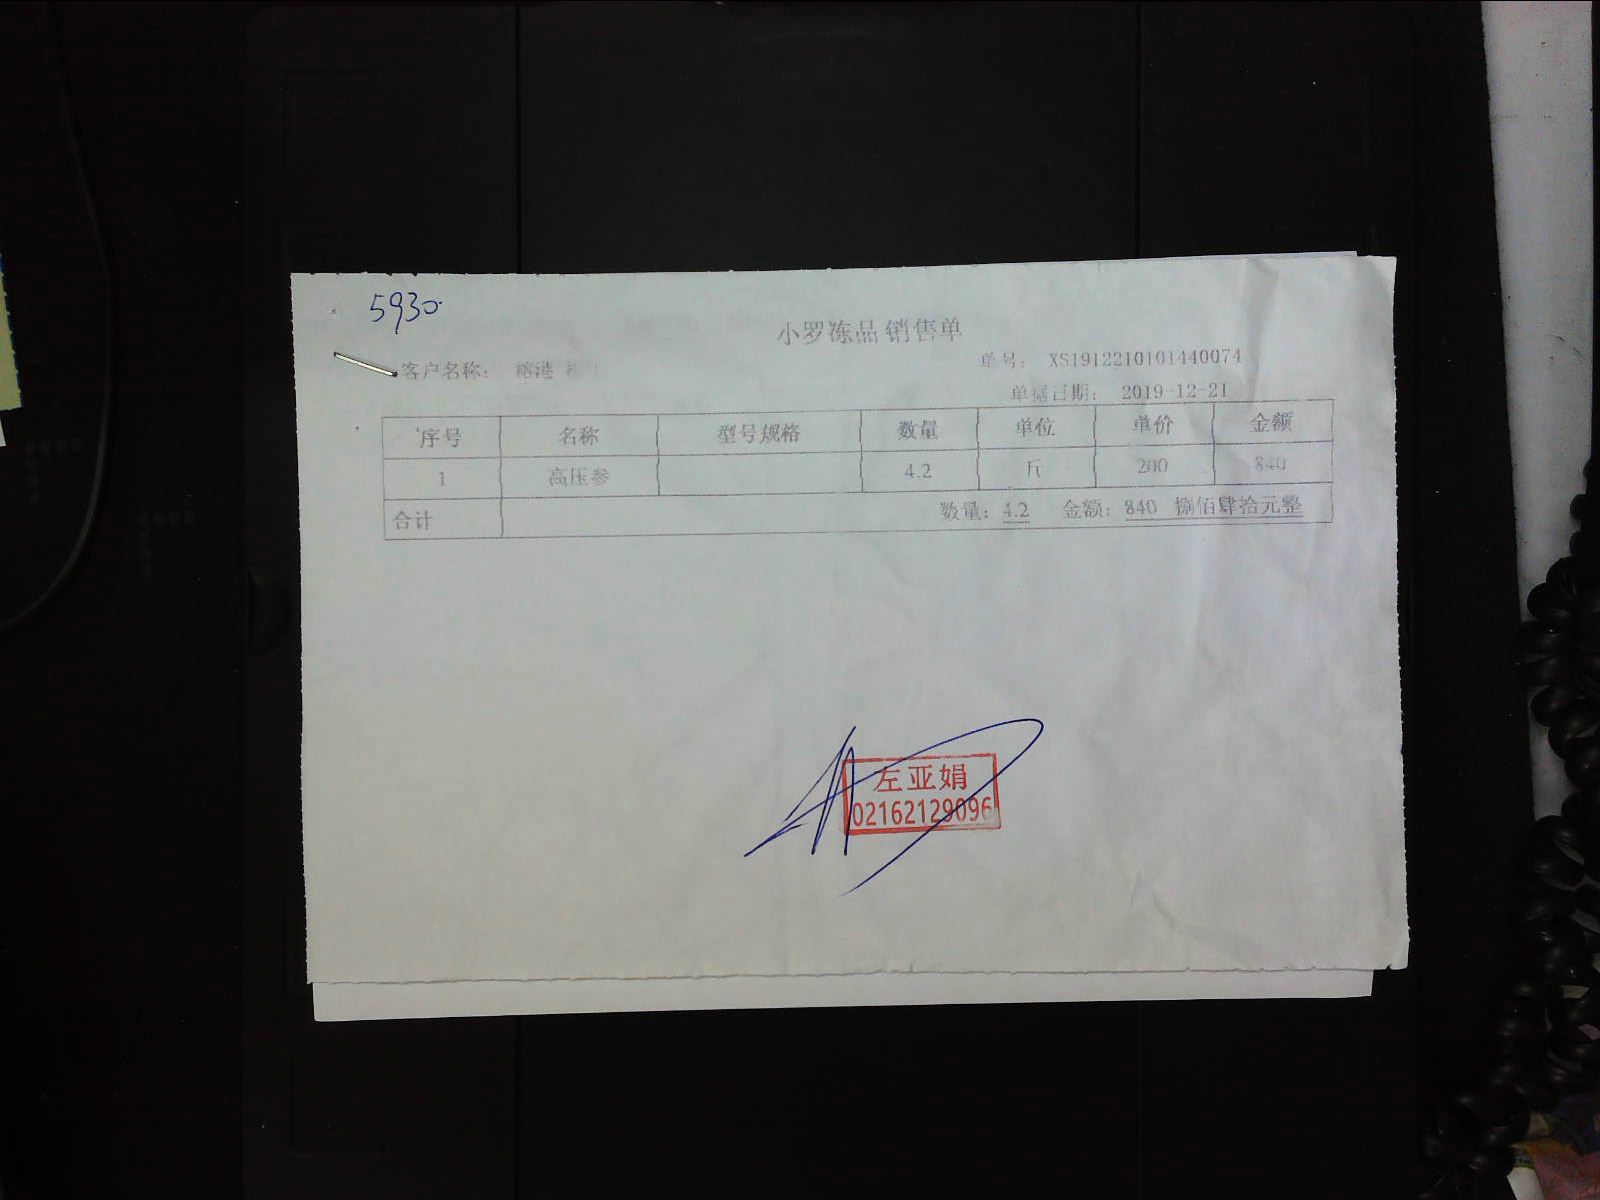 5930
小罗冻品 销售单
客户名称: 榕港
单号: XS1912210101440074
单据日期: 2019-12-21
序号 名称 型号规格 数量 单位 单价 金额
1 高压参 4.2 斤 200 840
合计 数量: 4.2 金额: 840 捌佰肆拾元整
左亚娟
02162129096